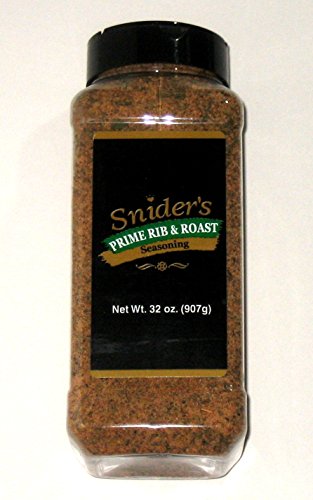 Snider's
PRIME RIB & ROAST
Seasoning
Net Wt. 32 oz. (907g)